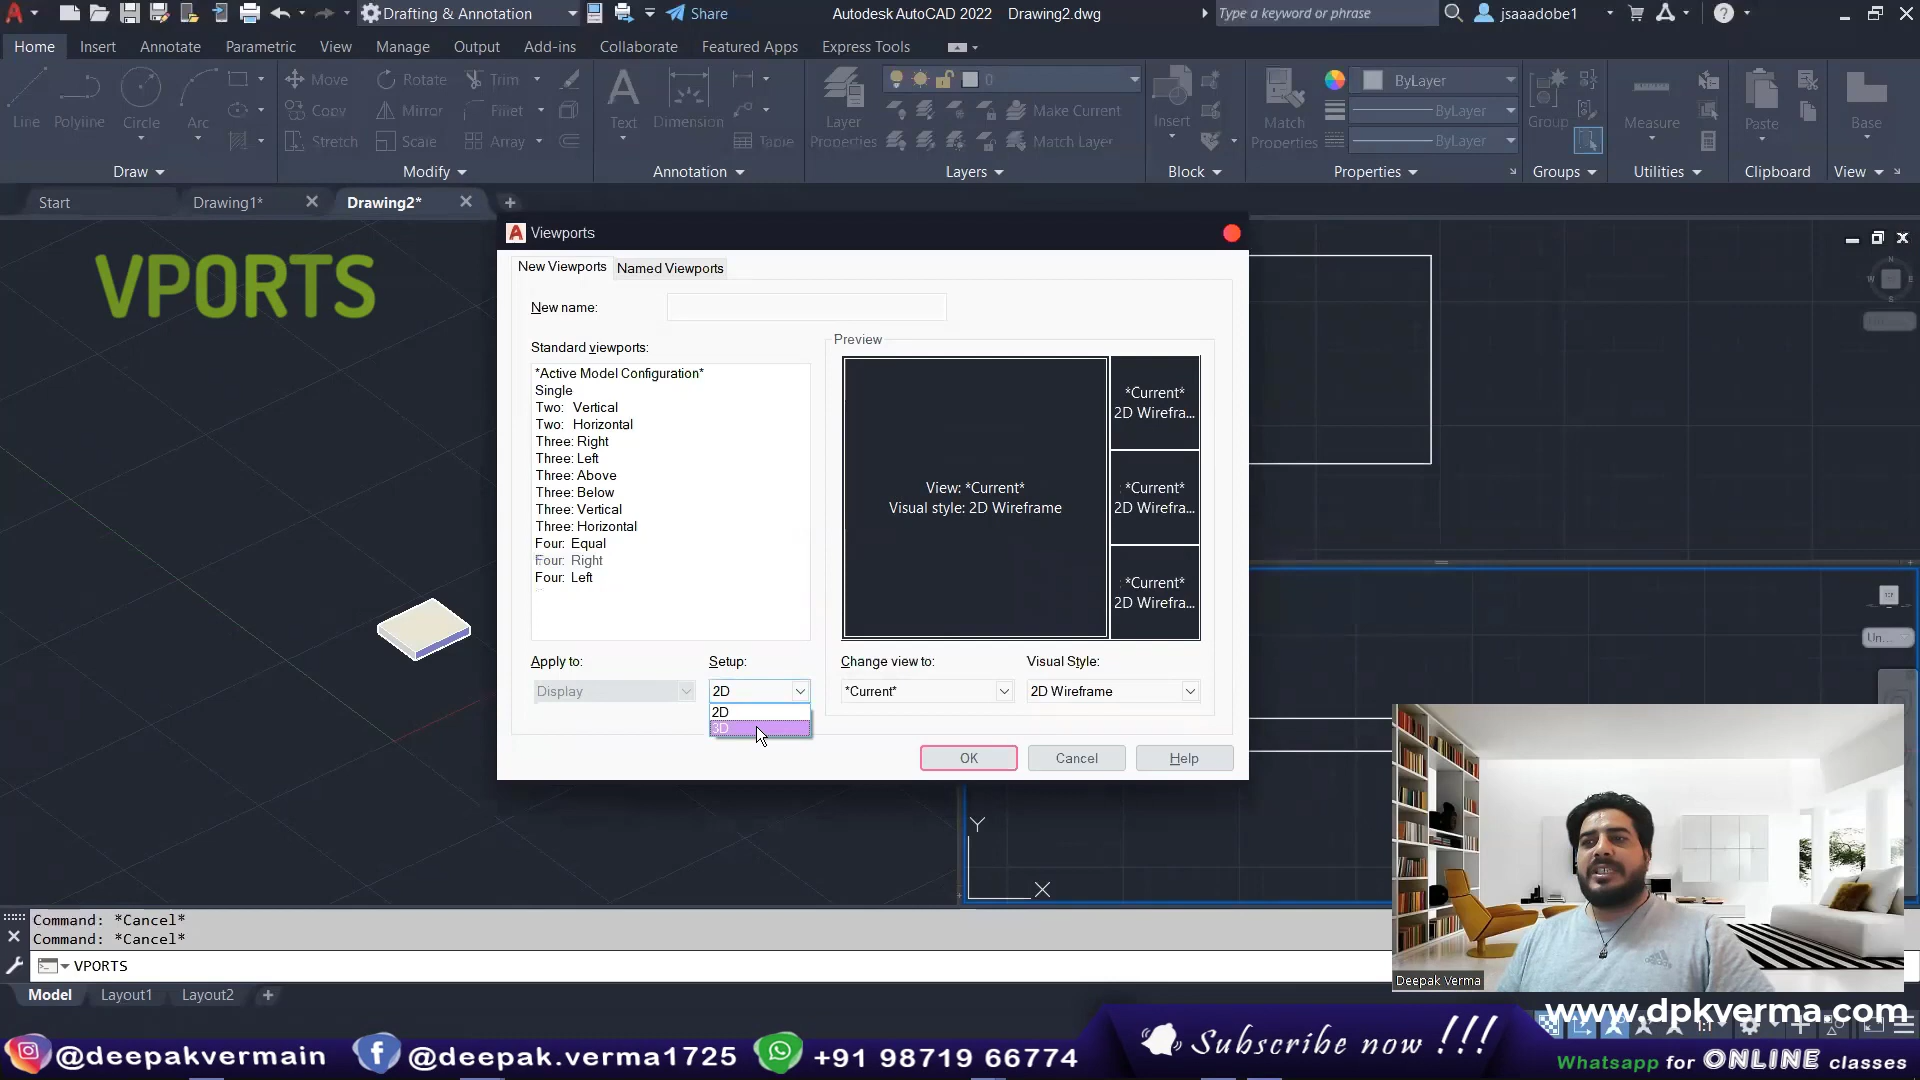 Drafting & Annotation
Share
Autodesk AutoCAD 2022 Drawing2.dwg
Type a keyword or phrase
jsaaadobe1
Home Insert Annotate Parametric View Manage Output Add-ins Collaborate Featured Apps Express Tools
Move Rotate Trim
0
ByLayer
Line Polyline Circle Arc
Copy Mirror Fillet
Text Dimension
Layer Properties
Make Current
Insert
Match Properties
ByLayer
Group
Measure
Paste
Base
Stretch Scale Array
Table
Match Layer
ByLayer
Draw Modify Annotation Layers Block Properties Groups Utilities Clipboard View
Start Drawing1* Drawing2*
VPORTS
Viewports
New Viewports Named Viewports
New name:
Standard viewports:
Preview
*Active Model Configuration*
Single
Two: Vertical
Two: Horizontal
Three: Right
Three: Left
Three: Above
Three: Below
Three: Vertical
Three: Horizontal
Four: Equal
Four: Right
Four: Left
View: *Current*
Visual style: 2D Wireframe
*Current*
2D Wirefra...
*Current*
2D Wirefra...
*Current*
2D Wirefra...
Apply to: Setup: Change view to: Visual Style:
Display 2D *Current* 2D Wireframe
2D
3D
OK Cancel Help
N
W
S
TOP
Un...
Y
X
Command: *Cancel*
Command: *Cancel*
VPORTS
Model Layout1 Layout2
Deepak Verma
www.dpkverma.com
1:1
@deepakvermain @deepak.verma1725 +91 98719 66774 Subscribe now !!!
Whatsapp for ONLINE classes